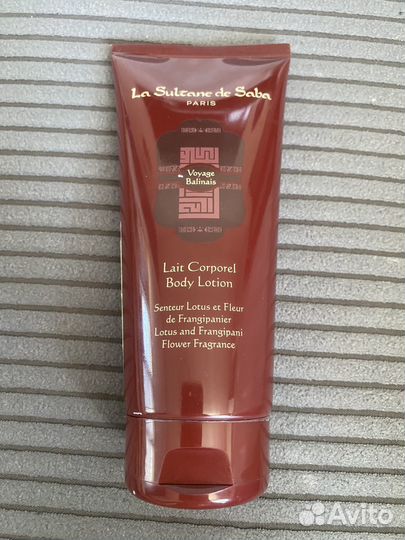 La Sultane de Saba
PARIS
Voyage
Balinais
Lait Corporel
Body Lotion
Senteur Lotus et Fleur
de Frangipanier
Lotus and Frangipani
Flower Fragrance
Avito